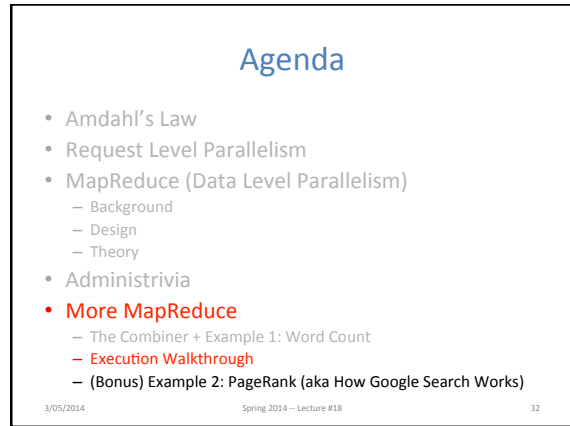 Agenda
• Amdahl's Law
• Request Level Parallelism
• MapReduce (Data Level Parallelism)
– Background
– Design
– Theory
• Administrivia
• More MapReduce
– The Combiner + Example 1: Word Count
– Execution Walkthrough
– (Bonus) Example 2: PageRank (aka How Google Search Works)
3/05/2014 Spring 2014 -- Lecture #18 32